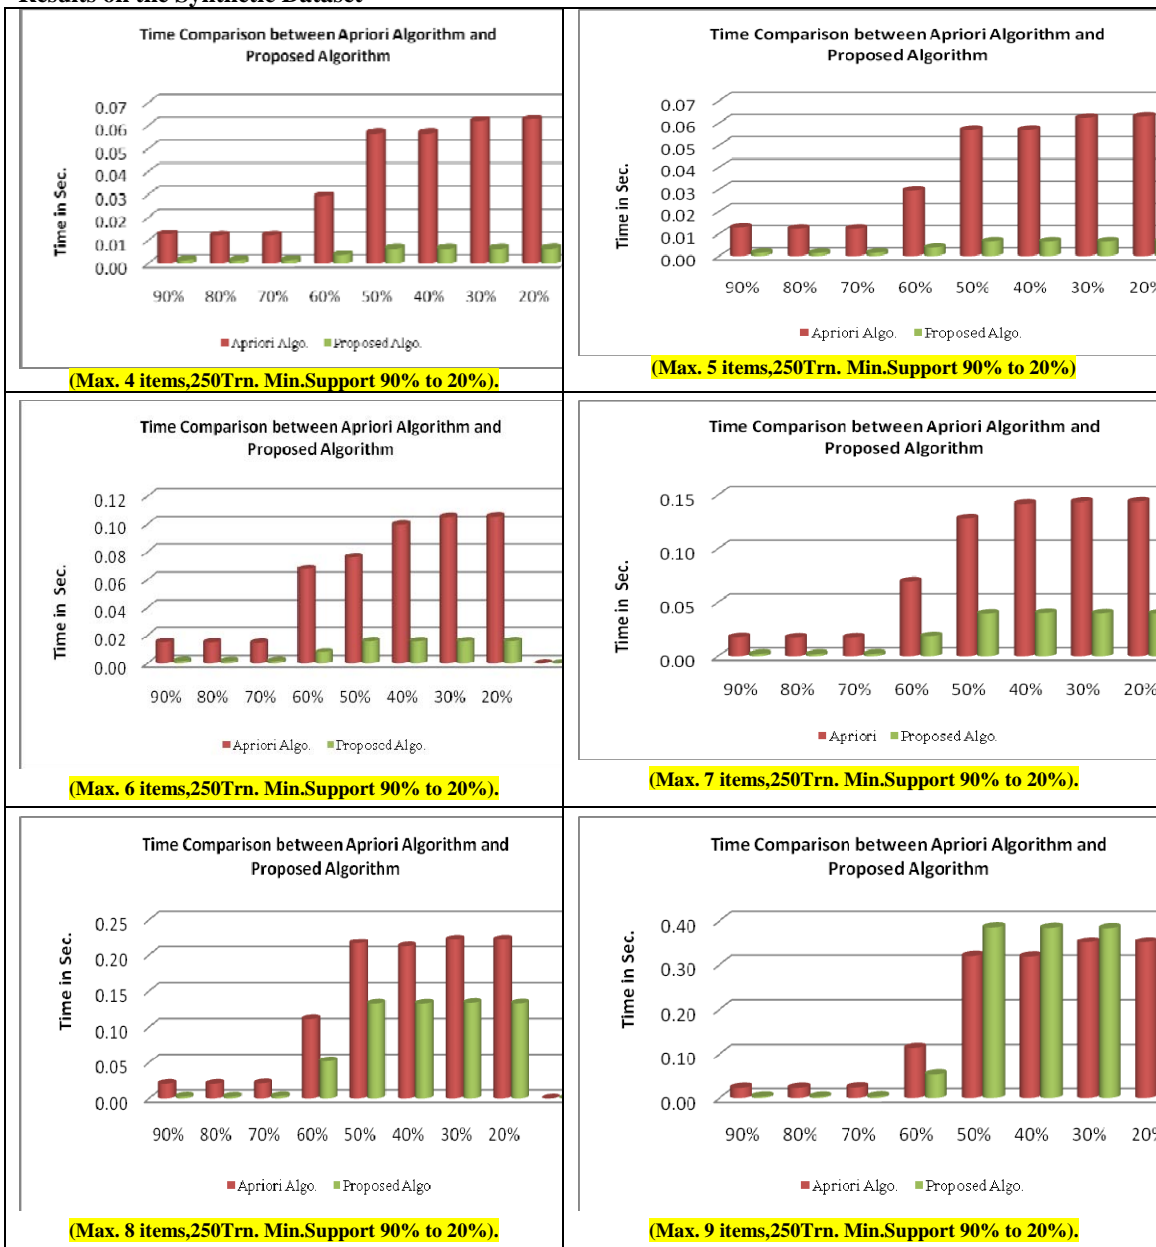 Results on the Synthetic Dataset
Time Comparison between Apriori Algorithm and
Proposed Algorithm
Time in Sec.
0.07
0.06
0.05
0.04
0.03
0.02
0.01
0.00
90% 80% 70% 60% 50% 40% 30% 20%
Apriori Algo. Proposed Algo.
(Max. 4 items,250Trn. Min.Support 90% to 20%).
Time Comparison between Apriori Algorithm and
Proposed Algorithm
Time in Sec.
0.07
0.06
0.05
0.04
0.03
0.02
0.01
0.00
90% 80% 70% 60% 50% 40% 30% 20%
Apriori Algo. Proposed Algo.
(Max. 5 items,250Trn. Min.Support 90% to 20%)
Time Comparison between Apriori Algorithm and
Proposed Algorithm
Time in Sec.
0.12
0.10
0.08
0.06
0.04
0.02
0.00
90% 80% 70% 60% 50% 40% 30% 20%
Apriori Algo. Proposed Algo.
(Max. 6 items,250Trn. Min.Support 90% to 20%).
Time Comparison between Apriori Algorithm and
Proposed Algorithm
Time in Sec.
0.15
0.10
0.05
0.00
90% 80% 70% 60% 50% 40% 30% 20%
Apriori Proposed Algo.
(Max. 7 items,250Trn. Min.Support 90% to 20%).
Time Comparison between Apriori Algorithm and
Proposed Algorithm
Time in Sec.
0.25
0.20
0.15
0.10
0.05
0.00
90% 80% 70% 60% 50% 40% 30% 20%
Apriori Algo. Proposed Algo
(Max. 8 items,250Trn. Min.Support 90% to 20%).
Time Comparison between Apriori Algorithm and
Proposed Algorithm
Time in Sec.
0.40
0.30
0.20
0.10
0.00
90% 80% 70% 60% 50% 40% 30% 20%
Apriori Algo. Proposed Algo.
(Max. 9 items,250Trn. Min.Support 90% to 20%).